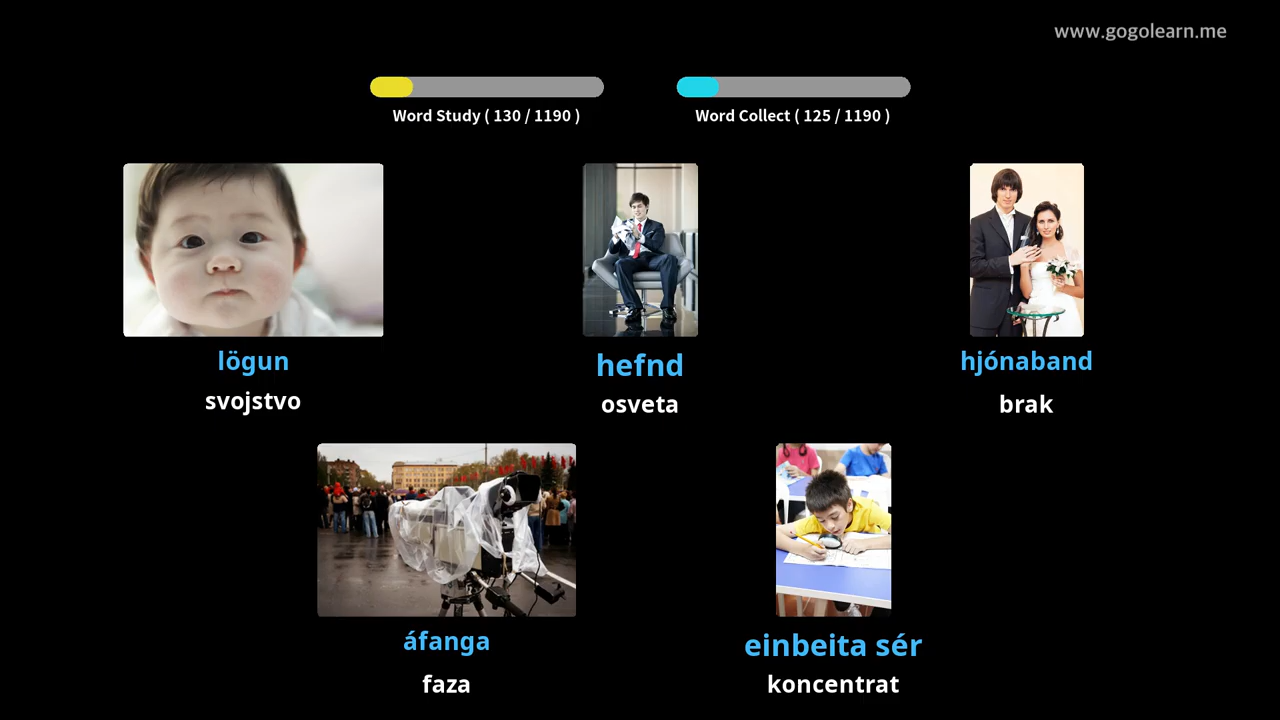 www.gogolearn.me
Word Study ( 130 / 1190 )
Word Collect ( 125 / 1190 )
lögun
hefnd
hjónaband
svojstvo
osveta
brak
áfanga
einbeita sér
faza
koncentrat